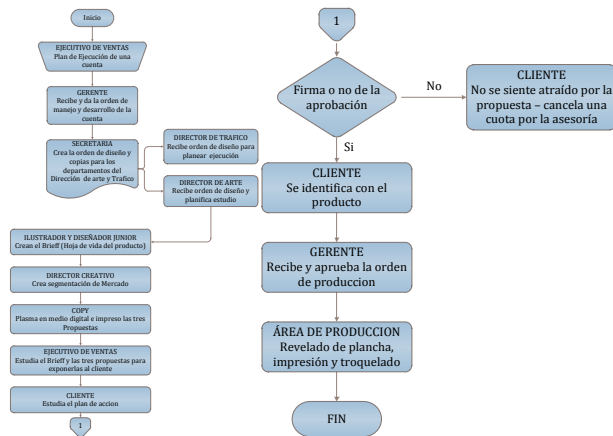 Inicio
EJECUTIVO DE VENTAS
Plan de Ejecución de una
cuenta
GERENTE
Recibe y da la orden de
manejo y desarrollo de la
cuenta
SECRETARIA
Crea la orden de diseño y
copias para los
departamentos del
Dirección de arte y Trafico
DIRECTOR DE TRAFICO
Recibe orden de diseño para
planear ejecución
DIRECTOR DE ARTE
Recibe orden de diseño y
planifica estudio
ILUSTRADOR Y DISEÑADOR JUNIOR
Crean el Brieff (Hoja de vida del producto)
DIRECTOR CREATIVO
Crea segmentación de Mercado
COPY
Plasma en medio digital e impreso las tres
Propuestas
EJECUTIVO DE VENTAS
Estudia el Brieff y las tres propuestas para
exponerlas al cliente
CLIENTE
Estudia el plan de accion
1
1
Firma o no de la
aprobación
No
CLIENTE
No se siente atraído por la
propuesta – cancela una
cuota por la asesoría
Si
CLIENTE
Se identifica con el
producto
GERENTE
Recibe y aprueba la orden
de produccion
ÁREA DE PRODUCCION
Revelado de plancha,
impresión y troquelado
FIN